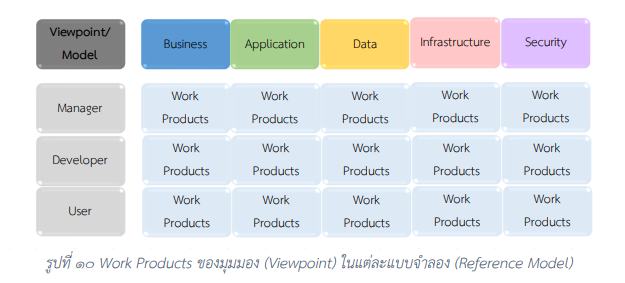 Viewpoint/
Model
Business
Application
Data
Infrastructure
Security
Manager
Work
Products
Work
Products
Work
Products
Work
Products
Work
Products
Developer
Work
Products
Work
Products
Work
Products
Work
Products
Work
Products
User
Work
Products
Work
Products
Work
Products
Work
Products
Work
Products
รูปที่ ๑๐ Work Products ของมุมมอง (Viewpoint) ในแต่ละแบบจำลอง (Reference Model)